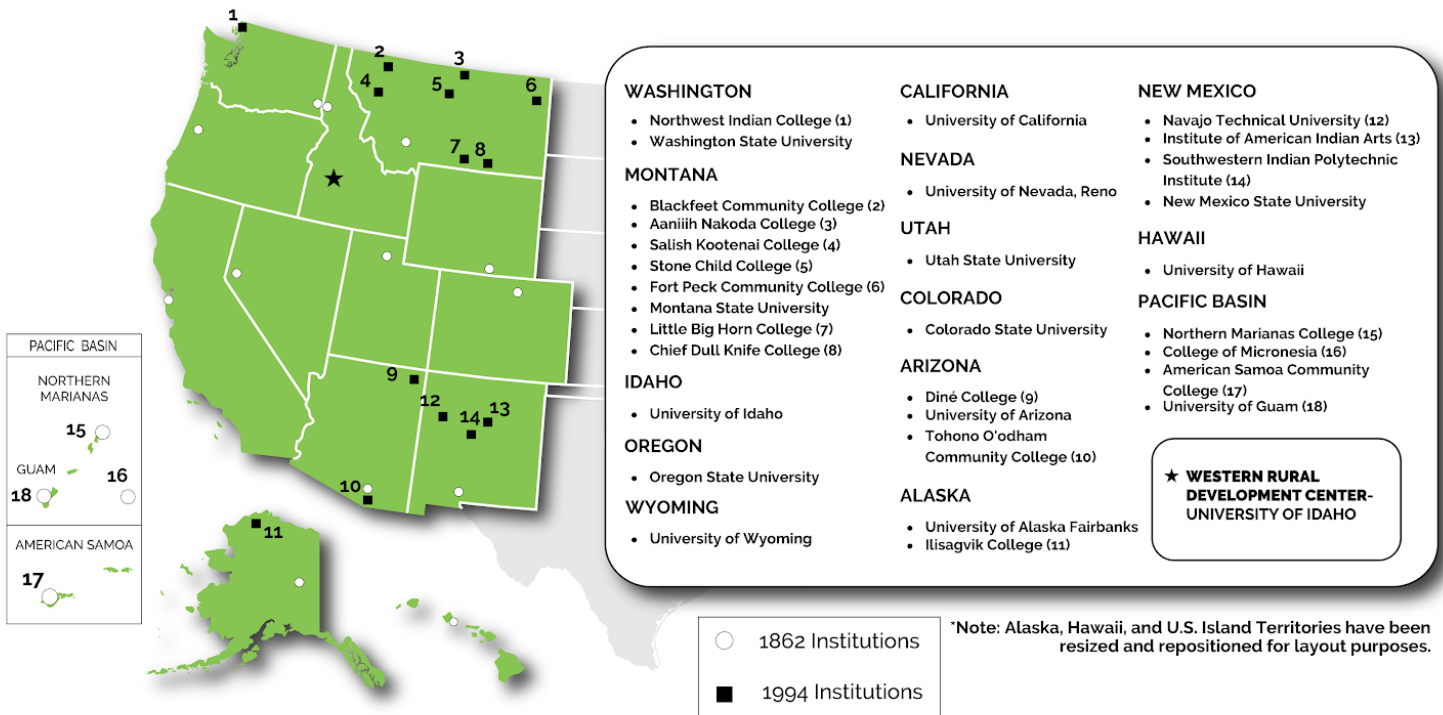 1
2
3
4
5
6
7
8
9
12
13
14
10
11
PACIFIC BASIN
NORTHERN
MARIANAS
15
GUAM
16
18
AMERICAN SAMOA
17
WASHINGTON
• Northwest Indian College (1)
• Washington State University
MONTANA
• Blackfeet Community College (2)
• Aaniiih Nakoda College (3)
• Salish Kootenai College (4)
• Stone Child College (5)
• Fort Peck Community College (6)
• Montana State University
• Little Big Horn College (7)
• Chief Dull Knife College (8)
IDAHO
• University of Idaho
OREGON
• Oregon State University
WYOMING
• University of Wyoming
CALIFORNIA
• University of California
NEVADA
• University of Nevada, Reno
UTAH
• Utah State University
COLORADO
• Colorado State University
ARIZONA
• Diné College (9)
• University of Arizona
• Tohono O'odham
Community College (10)
ALASKA
• University of Alaska Fairbanks
• Ilisagvik College (11)
NEW MEXICO
• Navajo Technical University (12)
• Institute of American Indian Arts (13)
• Southwestern Indian Polytechnic
Institute (14)
• New Mexico State University
HAWAII
• University of Hawaii
PACIFIC BASIN
• Northern Marianas College (15)
• College of Micronesia (16)
• American Samoa Community
College (17)
• University of Guam (18)
★ WESTERN RURAL
DEVELOPMENT CENTER-
UNIVERSITY OF IDAHO
1862 Institutions
1994 Institutions
*Note: Alaska, Hawaii, and U.S. Island Territories have been
resized and repositioned for layout purposes.